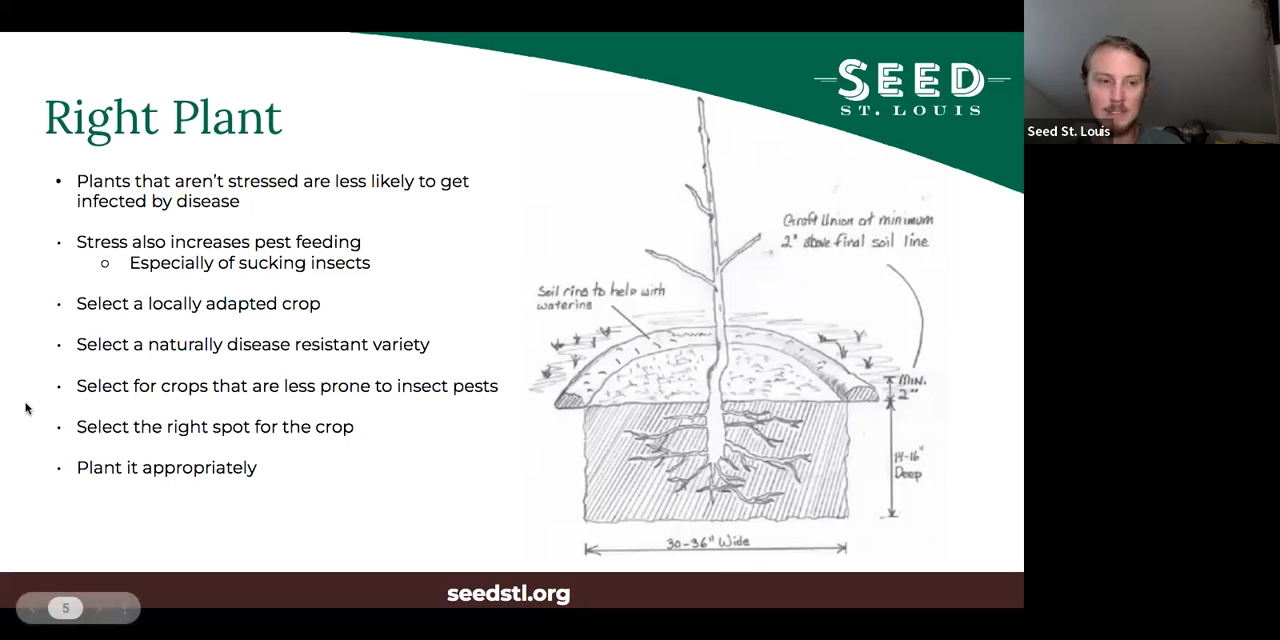 SEED
ST. LOUIS
Right Plant
• Plants that aren't stressed are less likely to get
infected by disease
• Stress also increases pest feeding
○ Especially of sucking insects
• Select a locally adapted crop
• Select a naturally disease resistant variety
• Select for crops that are less prone to insect pests
• Select the right spot for the crop
• Plant it appropriately
Graft Union at minimum
2" above final soil line
Soil ring to help with
watering
MIN.
2"
14-16"
Deep
30-36" Wide
seedstl.org
5
Seed St. Louis